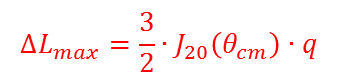 ΔL_max = 3/2 · J_20(θ_cm) · q